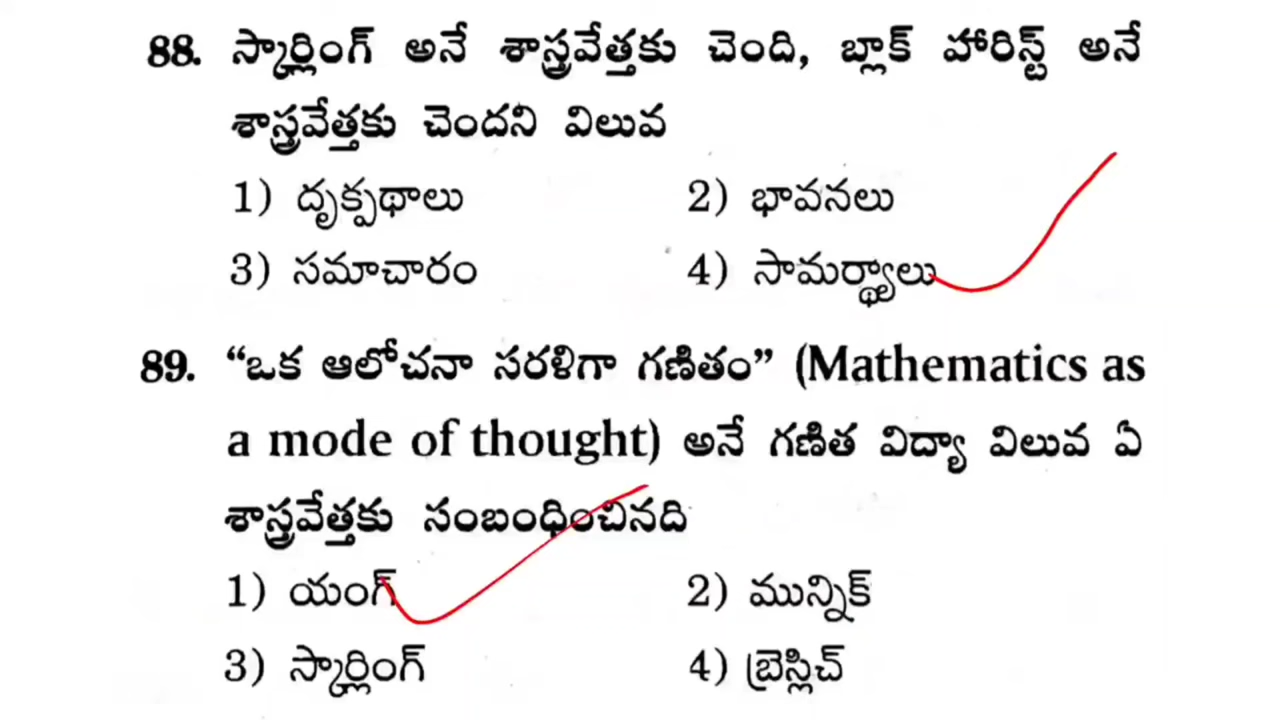 88. స్కార్లింగ్ అనే శాస్త్రవేత్తకు చెంది, బ్లాక్ హారిస్ట్ అనే
శాస్త్రవేత్తకు చెందని విలువ
1) దృక్పథాలు 2) భావనలు
3) సమాచారం 4) సామర్థ్యాలు
89. “ఒక ఆలోచనా సరళిగా గణితం” (Mathematics as
a mode of thought) అనే గణిత విద్యా విలువ ఏ
శాస్త్రవేత్తకు సంబంధించినది
1) యంగ్ 2) మున్నిక్
3) స్కార్లింగ్ 4) బ్రెస్లిచ్